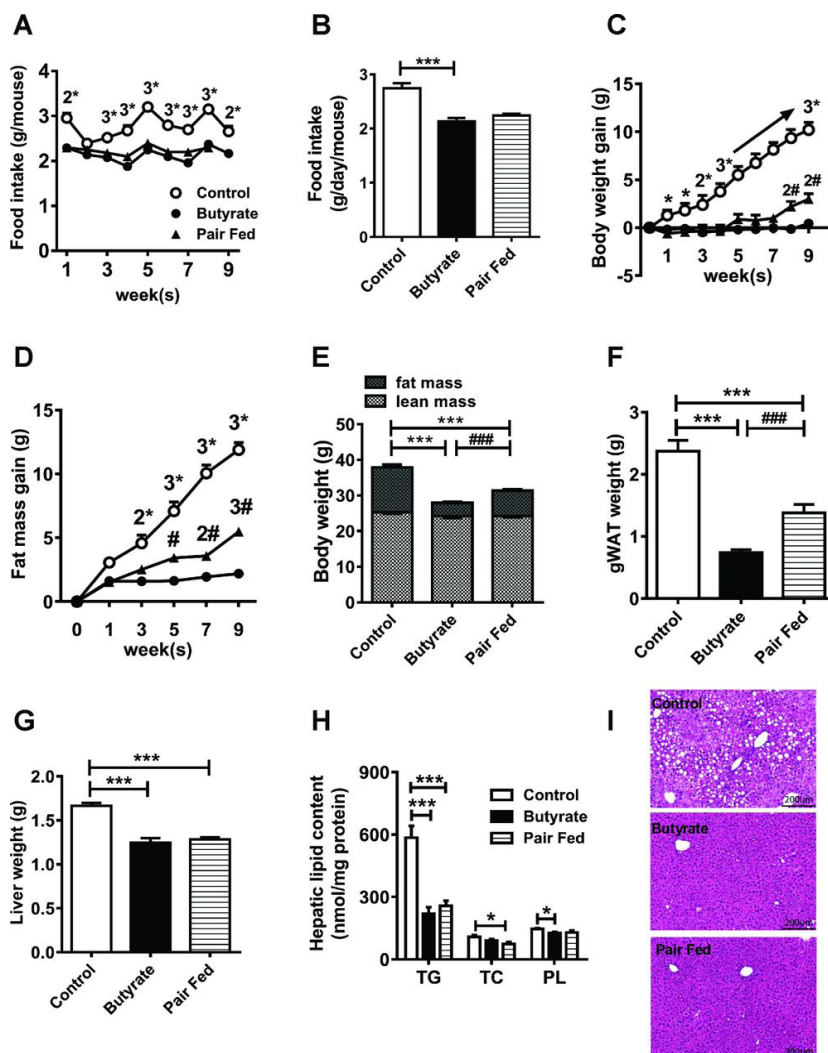 A
Food intake (g/mouse)
4
3
2
1
0
2*
3*
3*
3*
3*
3*
3*
2*
Control
Butyrate
Pair Fed
1 3 5 7 9
week(s)
B
Food intake
(g/day/mouse)
3
2
1
0
***
Control
Butyrate
Pair Fed
C
Body weight gain (g)
15
10
5
0
-5
*
*
2*
3*
3*
2#
2#
1 3 5 7 9
week(s)
D
Fat mass gain (g)
15
10
5
0
2*
3*
3*
3*
#
2#
3#
0 1 3 5 7 9
week(s)
E
fat mass
lean mass
Body weight (g)
50
40
30
20
10
0
***
***
###
Control
Butyrate
Pair Fed
F
gWAT weight (g)
3
2
1
0
***
***
###
Control
Butyrate
Pair Fed
G
Liver weight (g)
2.0
1.5
1.0
0.5
0.0
***
***
Control
Butyrate
Pair Fed
H
Hepatic lipid content
(nmol/mg protein)
900
600
300
0
***
***
*
*
Control
Butyrate
Pair Fed
TG TC PL
I
Control
200um
Butyrate
200um
Pair Fed
200um